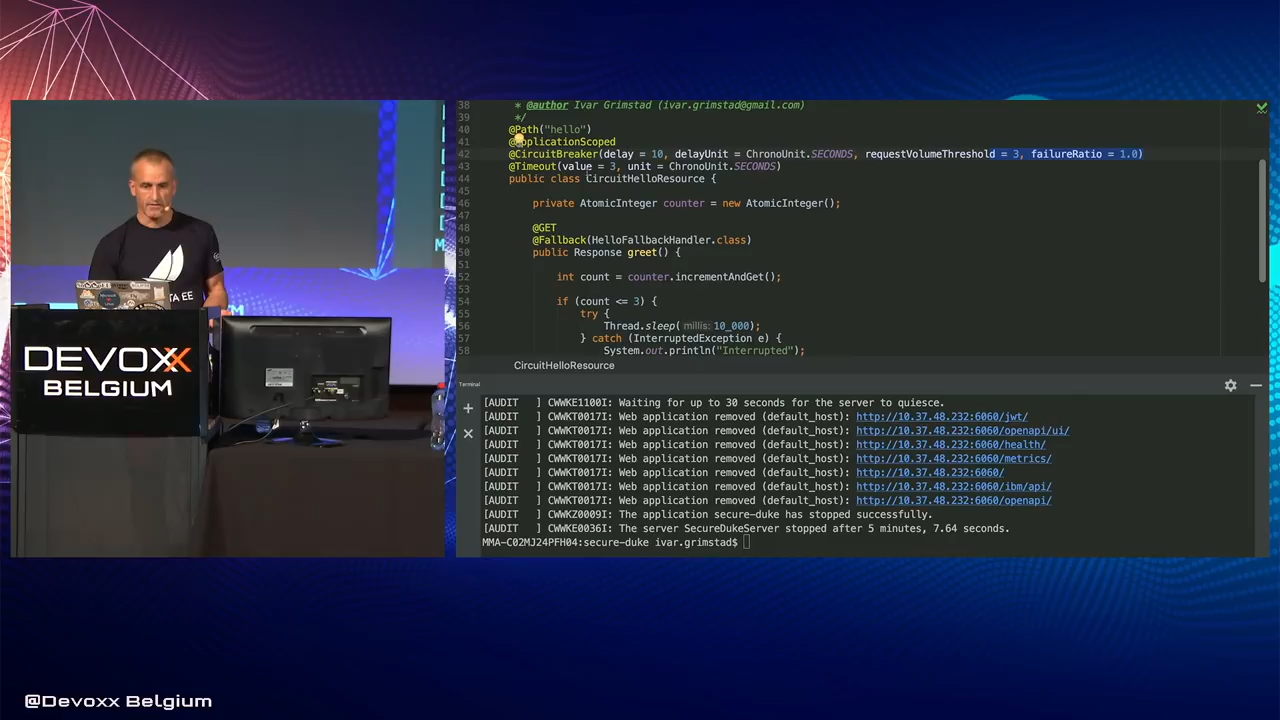 38 * @author Ivar Grimstad (ivar.grimstad@gmail.com)
39 */
40 @Path("hello")
41 @ApplicationScoped
42 @CircuitBreaker(delay = 10, delayUnit = ChronoUnit.SECONDS, requestVolumeThreshold = 3, failureRatio = 1.0)
43 @Timeout(value = 3, unit = ChronoUnit.SECONDS)
44 public class CircuitHelloResource {
45
46 private AtomicInteger counter = new AtomicInteger();
47
48 @GET
49 @Fallback(HelloFallbackHandler.class)
50 public Response greet() {
51
52 int count = counter.incrementAndGet();
53
54 if (count <= 3) {
55 try {
56 Thread.sleep( millis: 10_000);
57 } catch (InterruptedException e) {
58 System.out.println("Interrupted");
CircuitHelloResource
Terminal
[AUDIT ] CWWKE1100I: Waiting for up to 30 seconds for the server to quiesce.
[AUDIT ] CWWKT0017I: Web application removed (default_host): http://10.37.48.232:6060/jwt/
[AUDIT ] CWWKT0017I: Web application removed (default_host): http://10.37.48.232:6060/openapi/ui/
[AUDIT ] CWWKT0017I: Web application removed (default_host): http://10.37.48.232:6060/health/
[AUDIT ] CWWKT0017I: Web application removed (default_host): http://10.37.48.232:6060/metrics/
[AUDIT ] CWWKT0017I: Web application removed (default_host): http://10.37.48.232:6060/
[AUDIT ] CWWKT0017I: Web application removed (default_host): http://10.37.48.232:6060/ibm/api/
[AUDIT ] CWWKT0017I: Web application removed (default_host): http://10.37.48.232:6060/openapi/
[AUDIT ] CWWKZ0009I: The application secure-duke has stopped successfully.
[AUDIT ] CWWKE0036I: The server SecureDukeServer stopped after 5 minutes, 7.64 seconds.
MMA-C02MJ24PFH04:secure-duke ivar.grimstad$
TA EE
DEVOXX
BELGIUM
@Devoxx Belgium